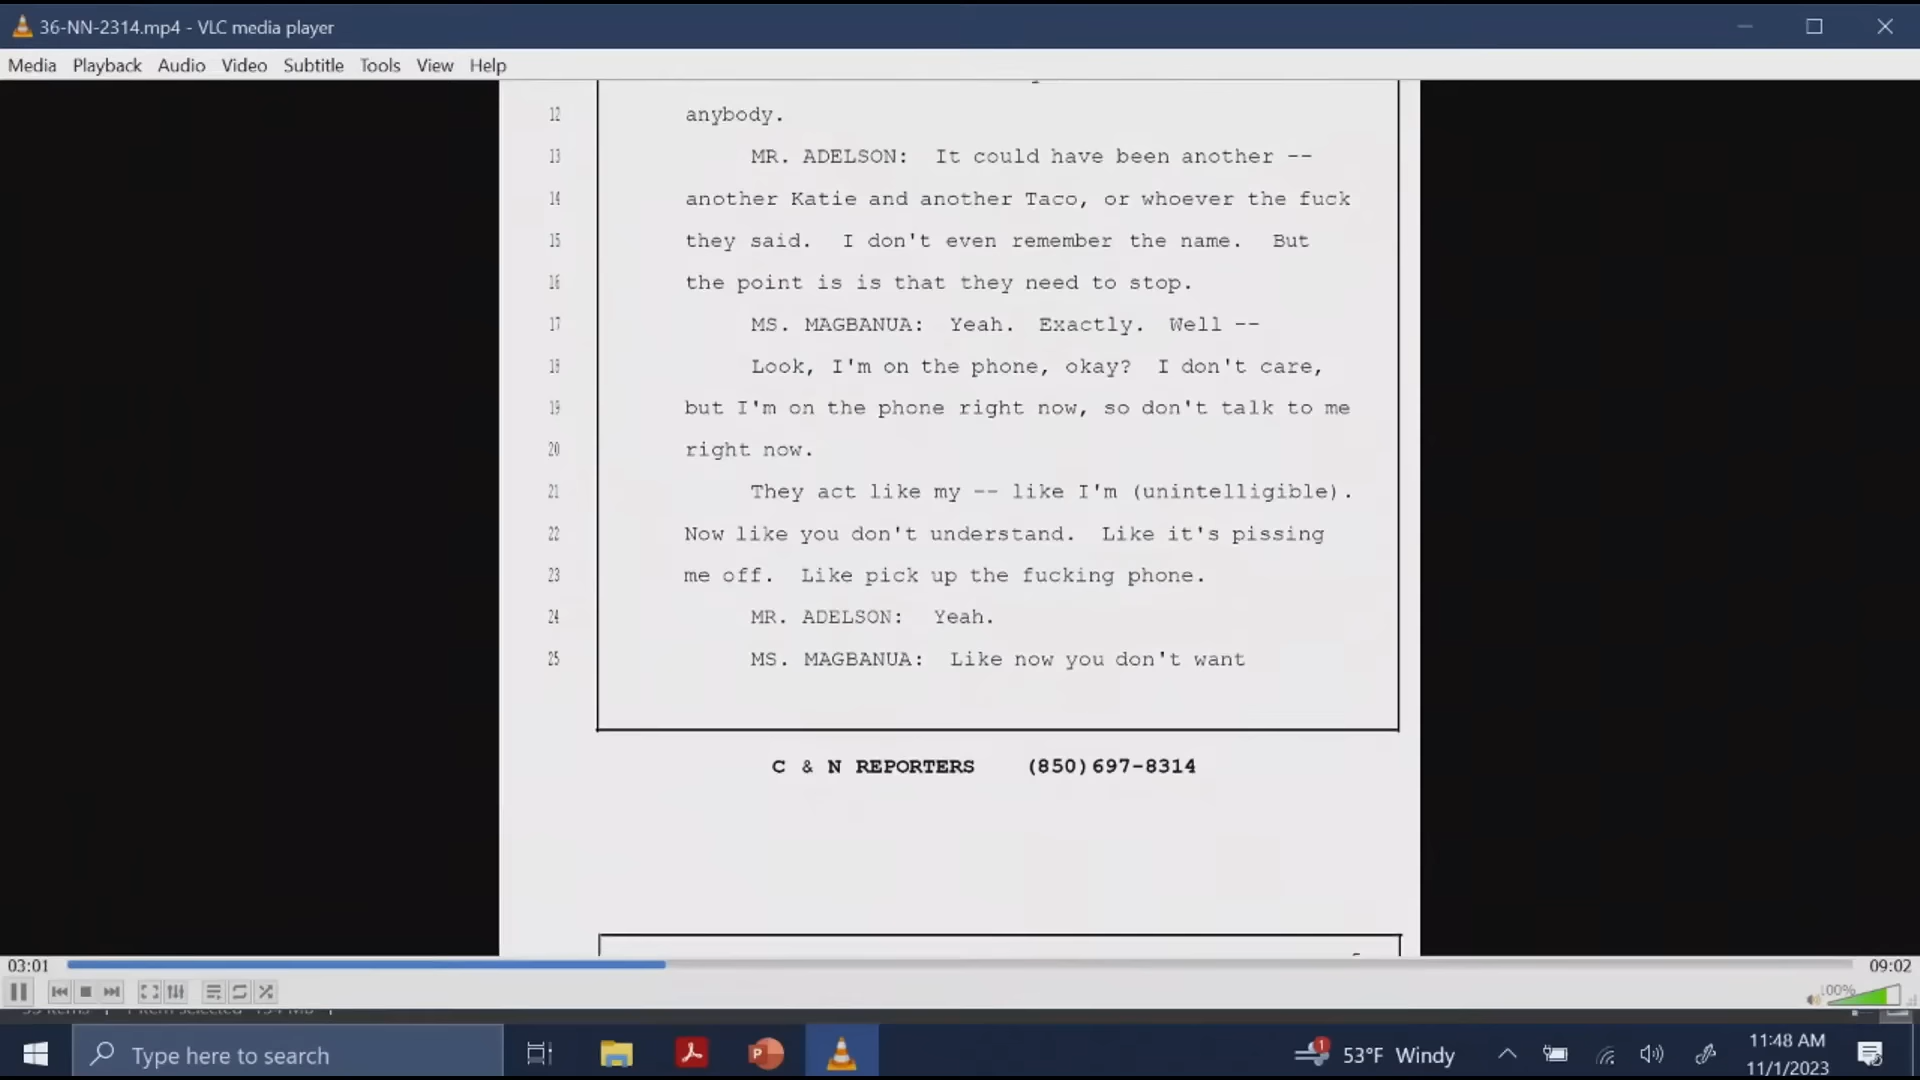 36-NN-2314.mp4 - VLC media player
Media Playback Audio Video Subtitle Tools View Help
12 anybody.
13 MR. ADELSON: It could have been another --
14 another Katie and another Taco, or whoever the fuck
15 they said. I don't even remember the name. But
16 the point is is that they need to stop.
17 MS. MAGBANUA: Yeah. Exactly. Well --
18 Look, I'm on the phone, okay? I don't care,
19 but I'm on the phone right now, so don't talk to me
20 right now.
21 They act like my -- like I'm (unintelligible).
22 Now like you don't understand. Like it's pissing
23 me off. Like pick up the fucking phone.
24 MR. ADELSON: Yeah.
25 MS. MAGBANUA: Like now you don't want
C & N REPORTERS (850)697-8314
03:01 09:02
100%
Type here to search
1 53°F Windy
11:48 AM
11/1/2023